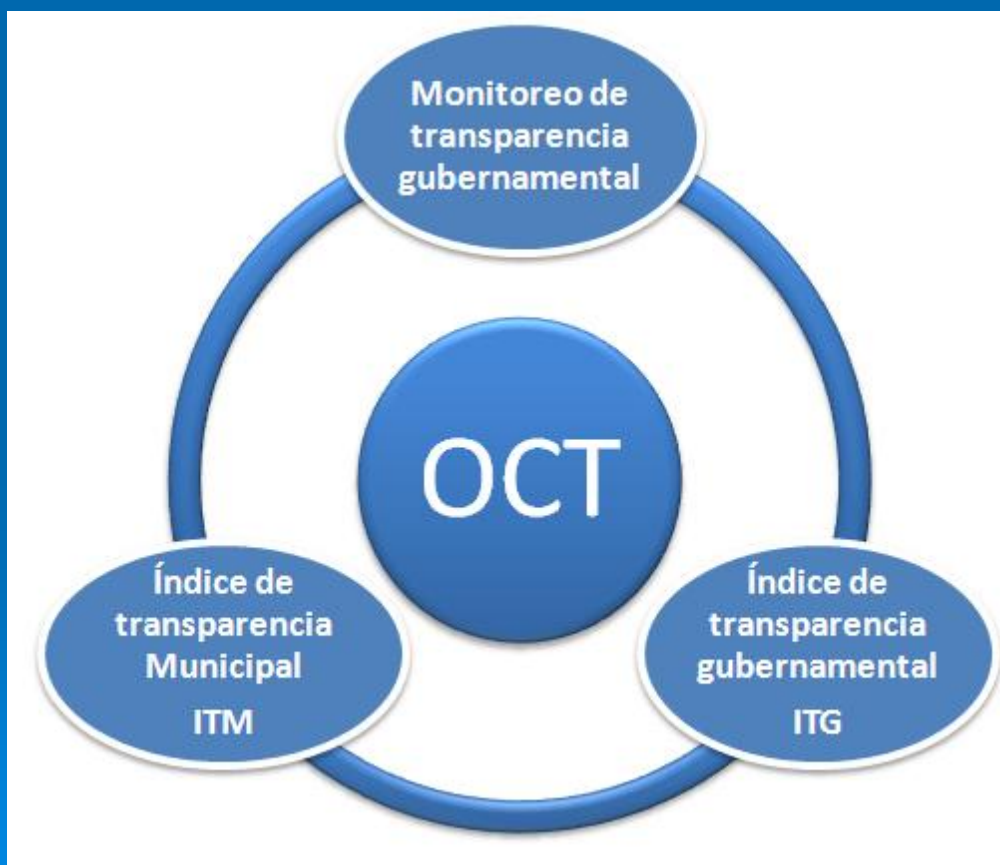 Monitoreo de
transparencia
gubernamental
OCT
Índice de
transparencia
Municipal
ITM
Índice de
transparencia
gubernamental
ITG